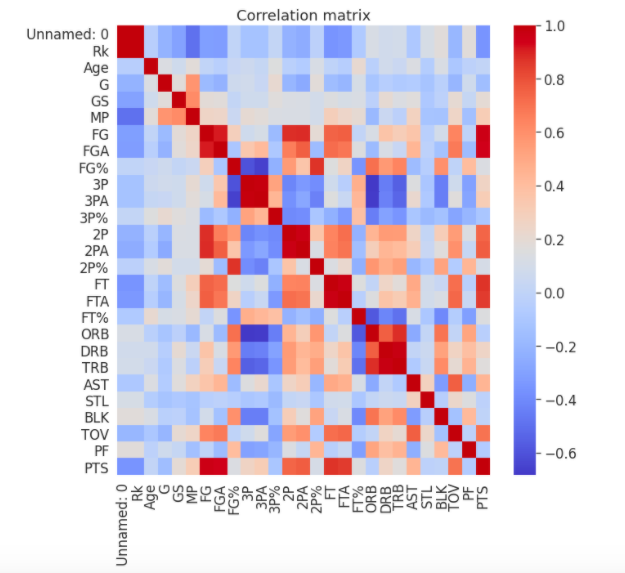 Correlation matrix
Unnamed: 0
Rk
Age
G
GS
MP
FG
FGA
FG%
3P
3PA
3P%
2P
2PA
2P%
FT
FTA
FT%
ORB
DRB
TRB
AST
STL
BLK
TOV
PF
PTS
Unnamed: 0
Rk
Age
G
GS
MP
FG
FGA
FG%
3P
3PA
3P%
2P
2PA
2P%
FT
FTA
FT%
ORB
DRB
TRB
AST
STL
BLK
TOV
PF
PTS
1.0
0.8
0.6
0.4
0.2
0.0
−0.2
−0.4
−0.6